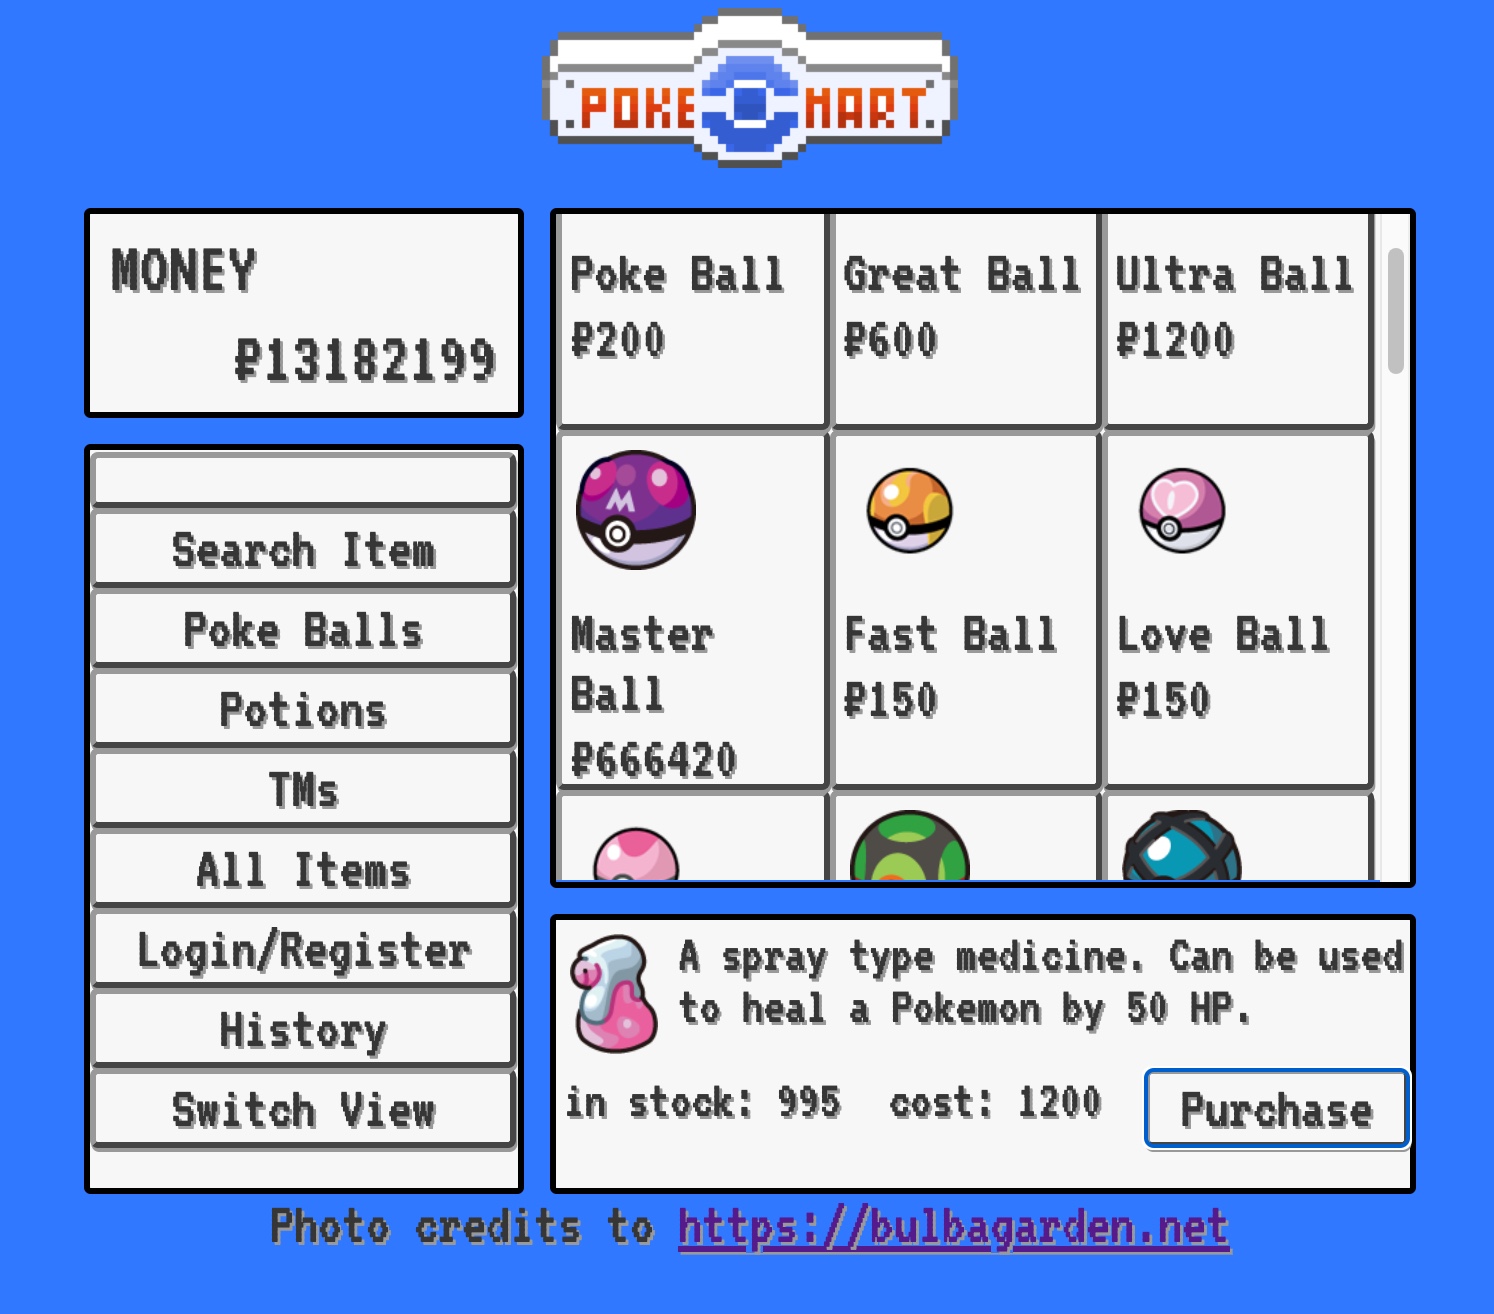 POKE MART
MONEY
₽13182199
Search Item
Poke Balls
Potions
TMs
All Items
Login/Register
History
Switch View
Poke Ball
₽200
Great Ball
₽600
Ultra Ball
₽1200
M
Master
Ball
₽666420
Fast Ball
₽150
Love Ball
₽150
A spray type medicine. Can be used
to heal a Pokemon by 50 HP.
in stock: 995 cost: 1200
Purchase
Photo credits to https://bulbagarden.net